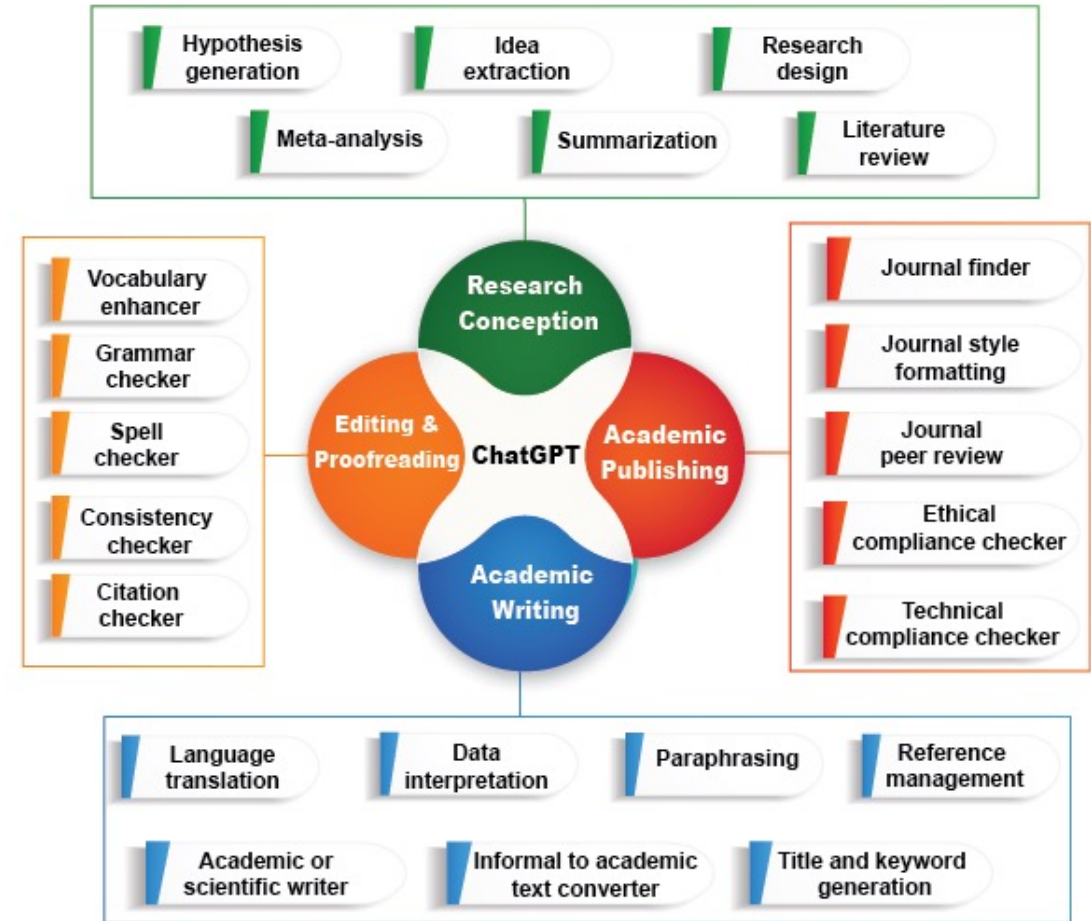 Hypothesis
generation
Idea
extraction
Research
design
Meta-analysis
Summarization
Literature
review
Vocabulary
enhancer
Grammar
checker
Spell
checker
Consistency
checker
Citation
checker
Research
Conception
Editing &
Proofreading
ChatGPT
Academic
Publishing
Academic
Writing
Journal finder
Journal style
formatting
Journal
peer review
Ethical
compliance checker
Technical
compliance checker
Language
translation
Data
interpretation
Paraphrasing
Reference
management
Academic or
scientific writer
Informal to academic
text converter
Title and keyword
generation